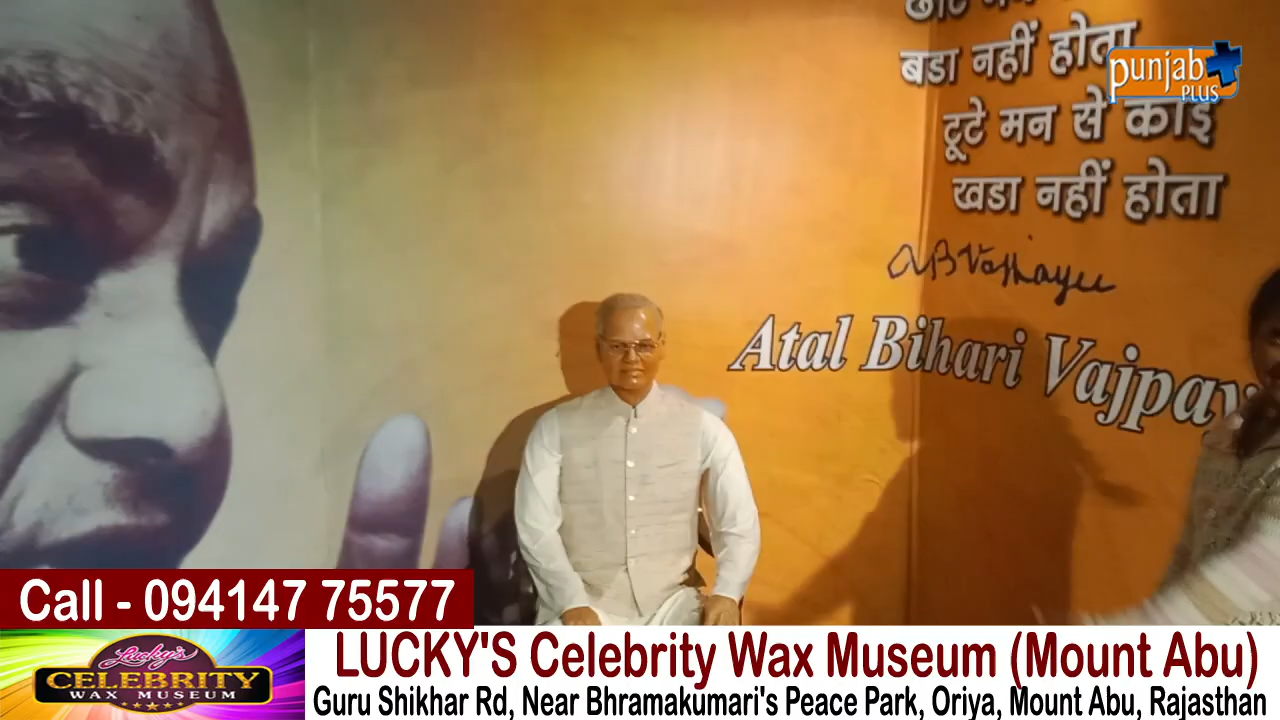 बडा नहीं होता
punjab
PLUS
टूटे मन से कोई
खडा नहीं होता
ABVajpayee
Atal Bihari Vajpay
Call - 094147 75577
Lucky's
CELEBRITY
WAX MUSEUM
LUCKY'S Celebrity Wax Museum (Mount Abu)
Guru Shikhar Rd, Near Bhramakumari's Peace Park, Oriya, Mount Abu, Rajasthan